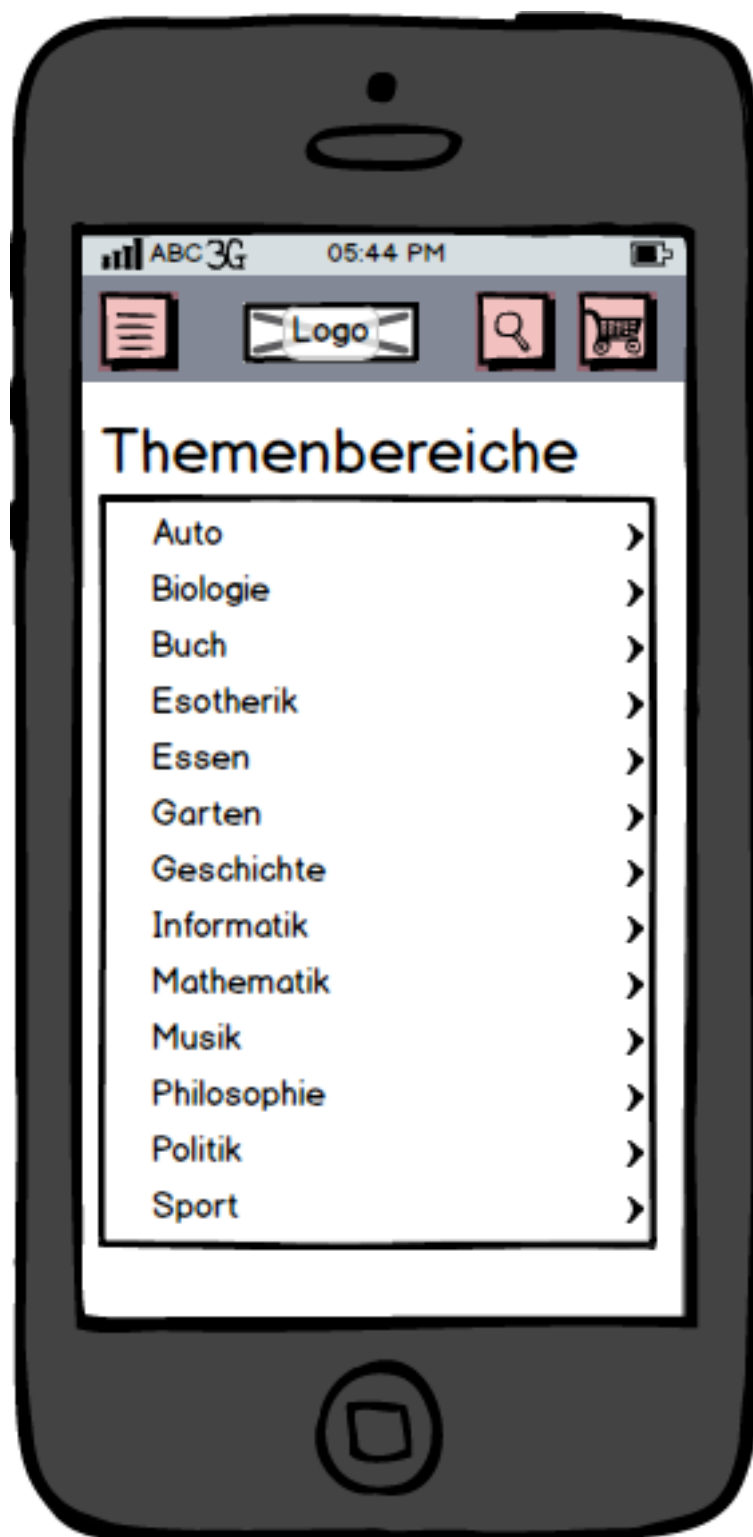 ABC 3G 05:44 PM
Logo
Themenbereiche
Auto
Biologie
Buch
Esotherik
Essen
Garten
Geschichte
Informatik
Mathematik
Musik
Philosophie
Politik
Sport